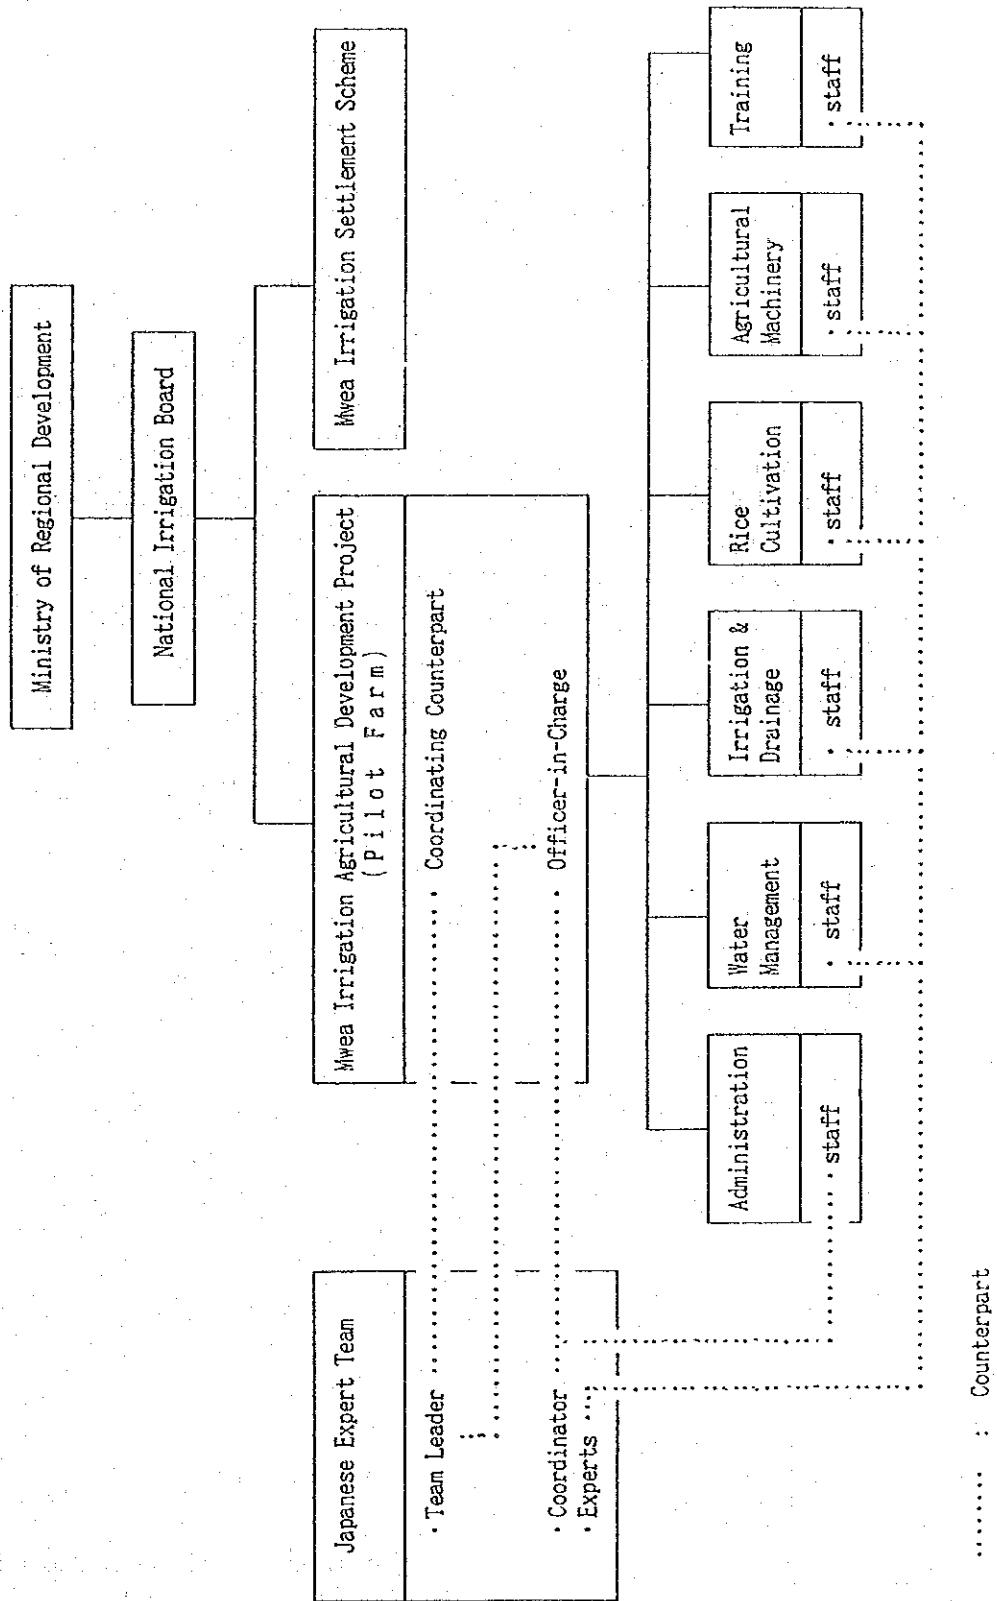 Ministry of Regional Development
National Irrigation Board
Mwea Irrigation Agricultural Development Project
(Pilot Farm)
Mwea Irrigation Settlement Scheme
Japanese Expert Team
・Team Leader
・Coordinating Counterpart
・Coordinator
・Officer-in-Charge
・Experts
Administration
・staff
Water
Management
・staff
Irrigation &
Drainage
・staff
Rice
Cultivation
・staff
Agricultural
Machinery
・staff
Training
・staff
........ : Counterpart